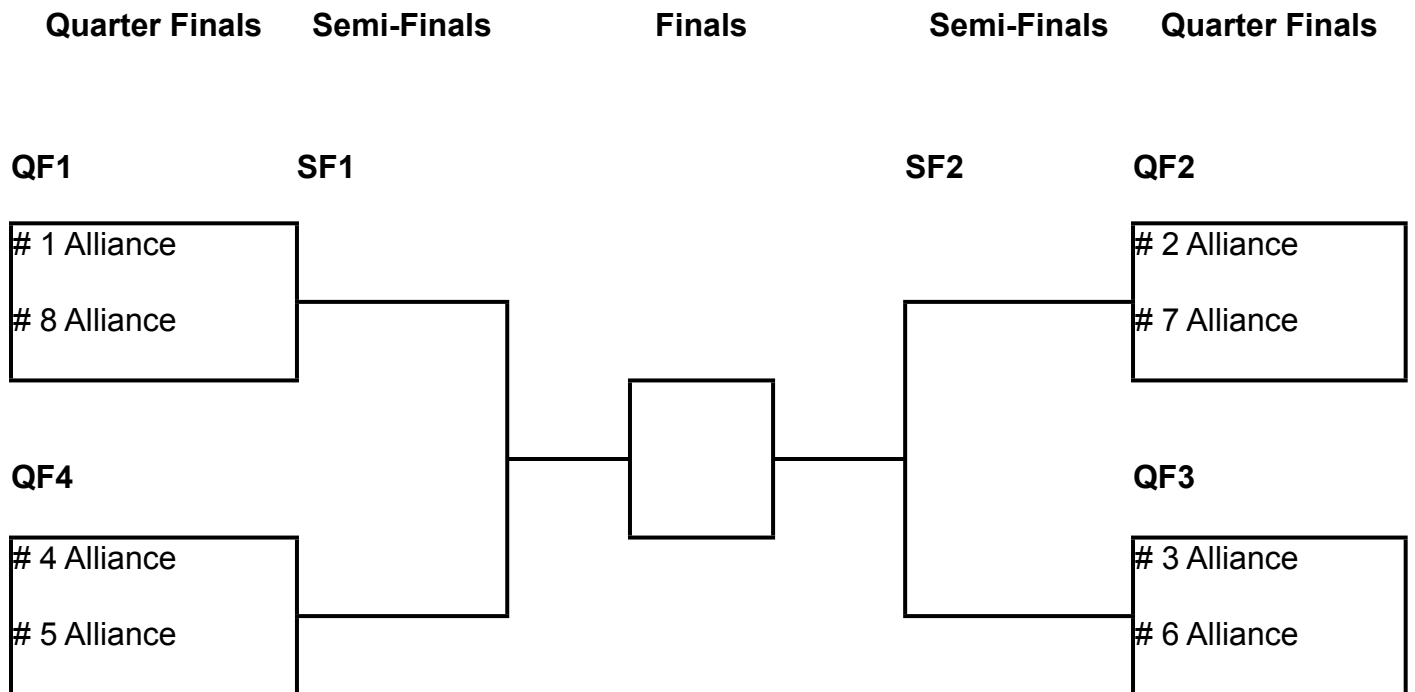 Quarter Finals Semi-Finals Finals Semi-Finals Quarter Finals
QF1 SF1 SF2 QF2
# 1 Alliance # 2 Alliance
# 8 Alliance # 7 Alliance
QF4 QF3
# 4 Alliance # 3 Alliance
# 5 Alliance # 6 Alliance